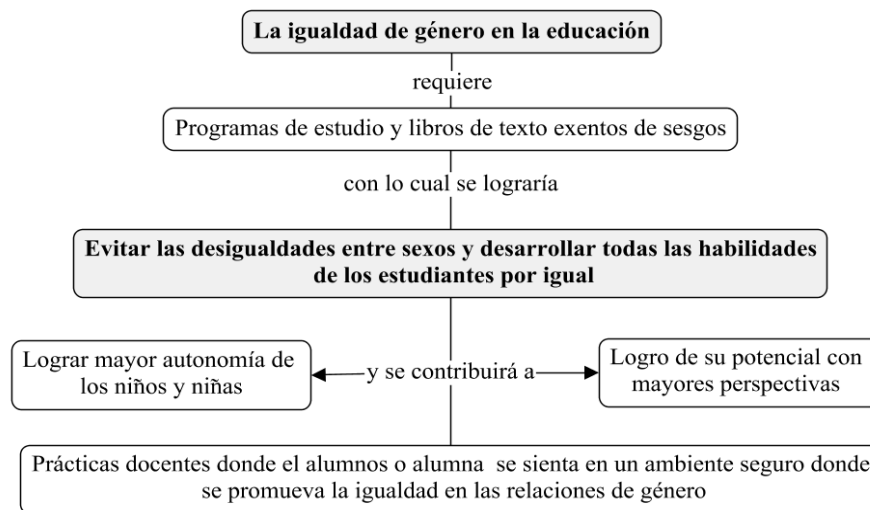 La igualdad de género en la educación
requiere
Programas de estudio y libros de texto exentos de sesgos
con lo cual se lograría
Evitar las desigualdades entre sexos y desarrollar todas las habilidades
de los estudiantes por igual
Lograr mayor autonomía de
los niños y niñas
y se contribuirá a
Logro de su potencial con
mayores perspectivas
Prácticas docentes donde el alumnos o alumna se sienta en un ambiente seguro donde
se promueva la igualdad en las relaciones de género